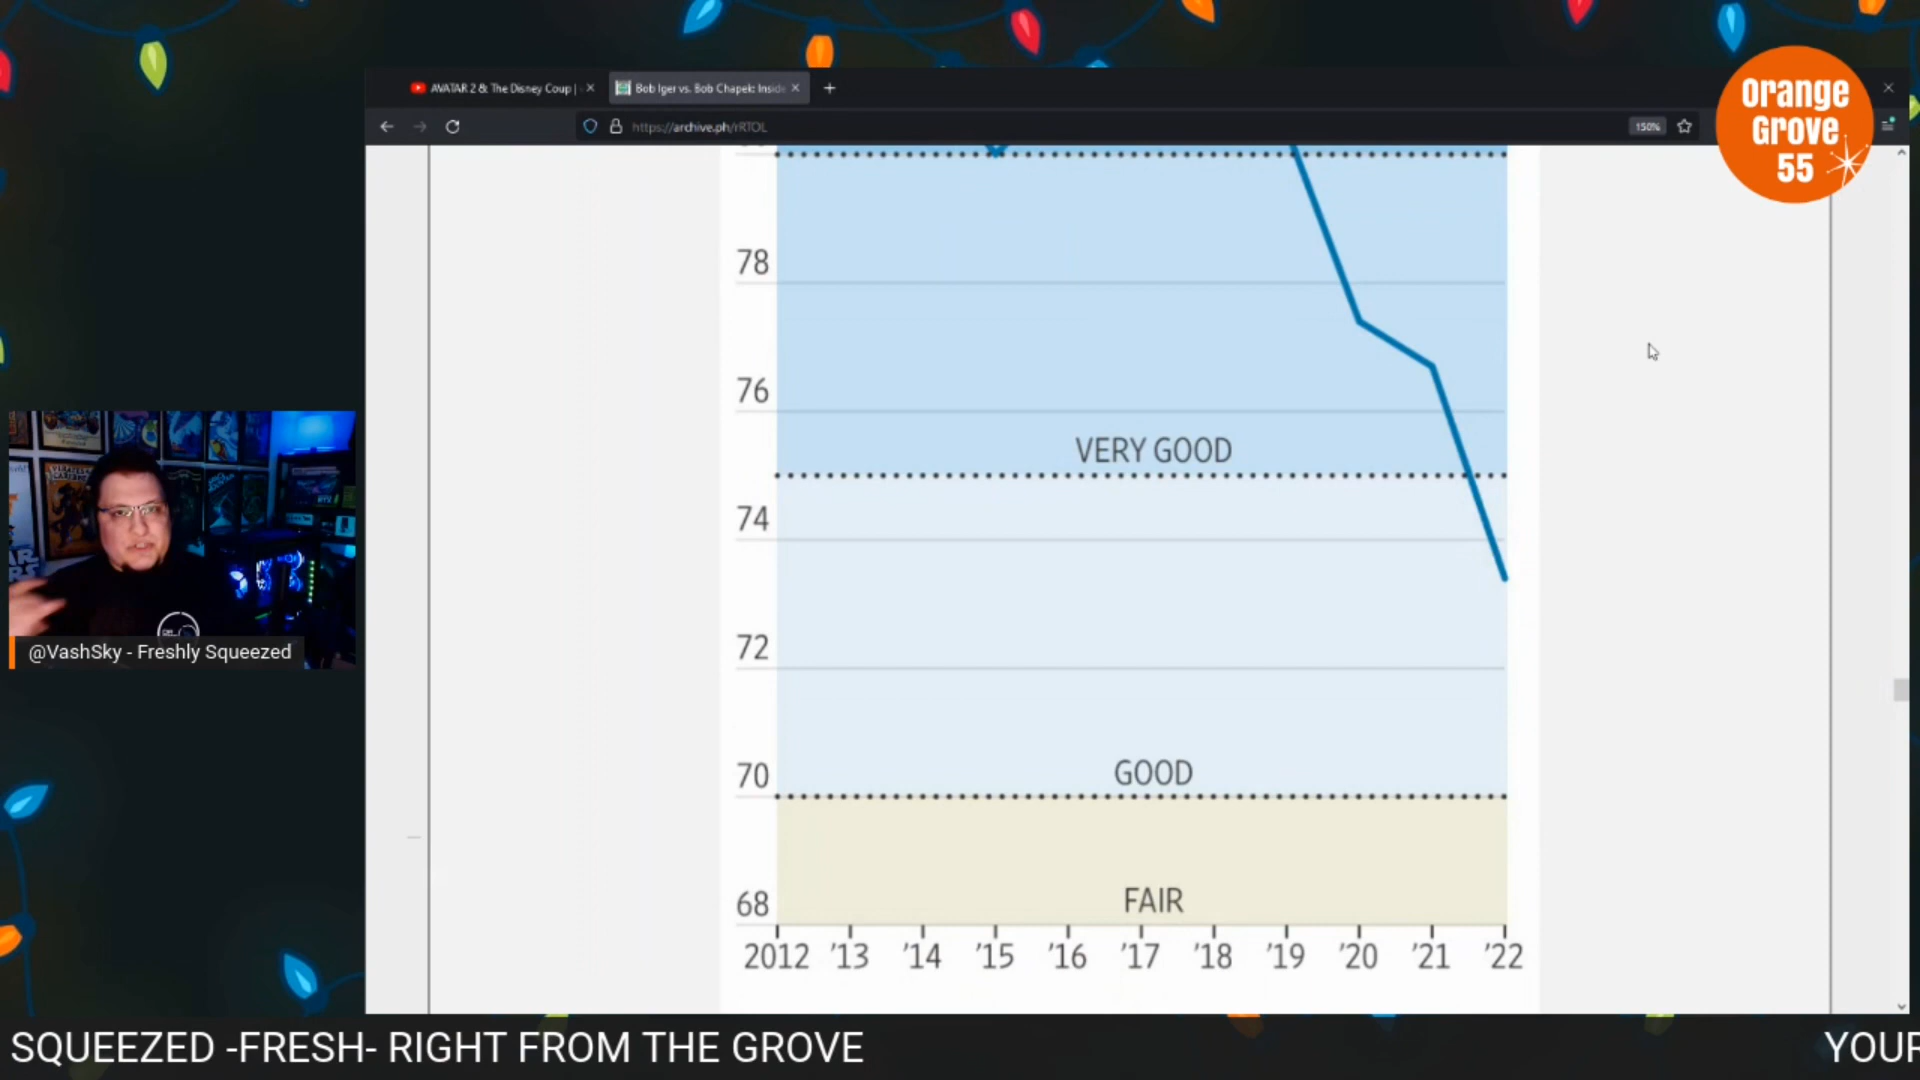 AVATAR 2 & The Disney Coup |
Bob Iger vs. Bob Chapek: Inside
https://archive.ph/rRTOL
150%
Orange
Grove
55
78
76
VERY GOOD
74
72
70
GOOD
68
FAIR
2012 '13 '14 '15 '16 '17 '18 '19 '20 '21 '22
@VashSky - Freshly Squeezed
SQUEEZED -FRESH- RIGHT FROM THE GROVE
YOUR